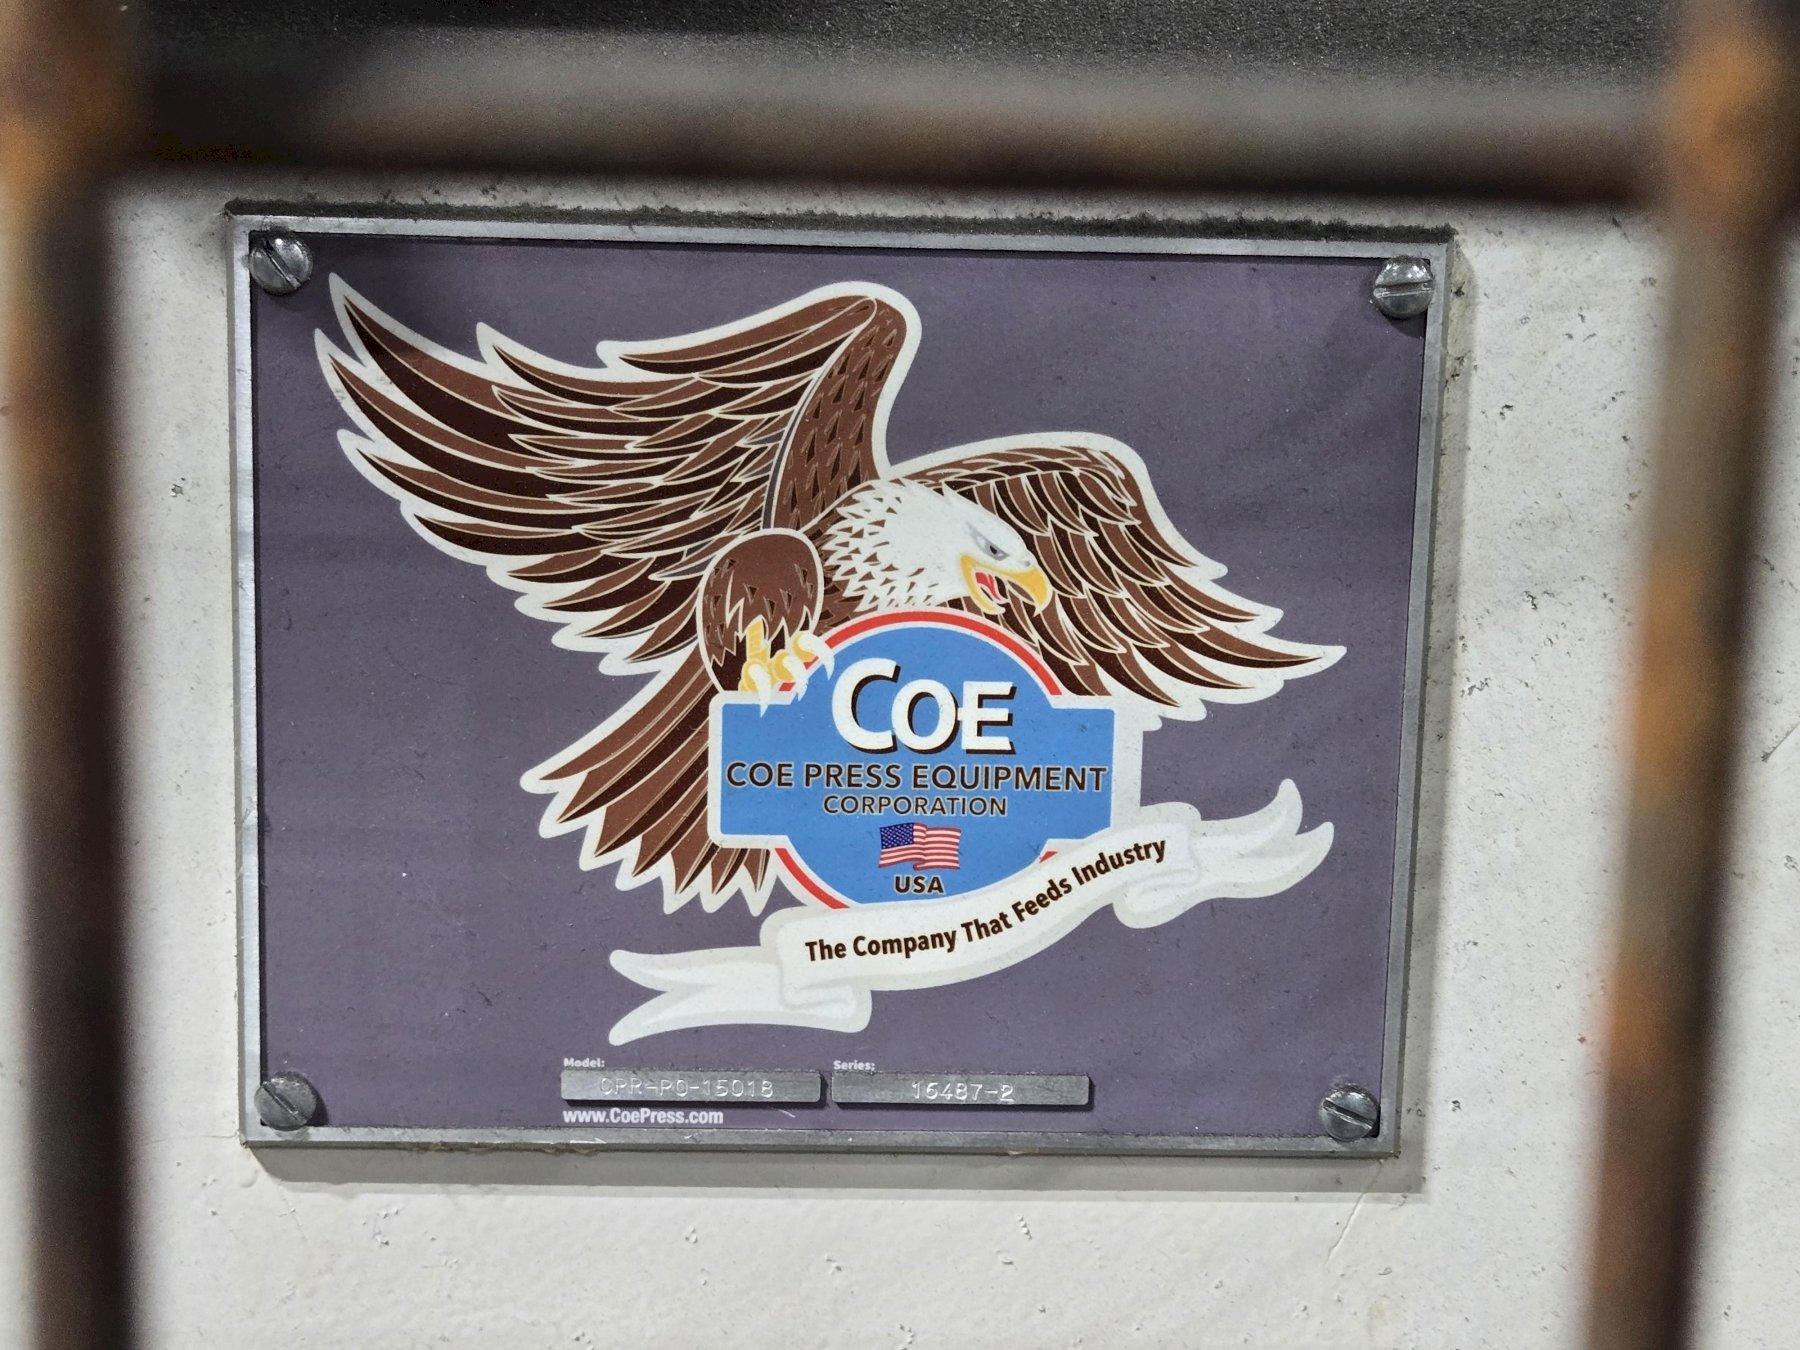 COE
COE PRESS EQUIPMENT
CORPORATION
USA
The Company That Feeds Industry
Model:
CPR-PO-15018
Series:
16487-2
www.CoePress.com